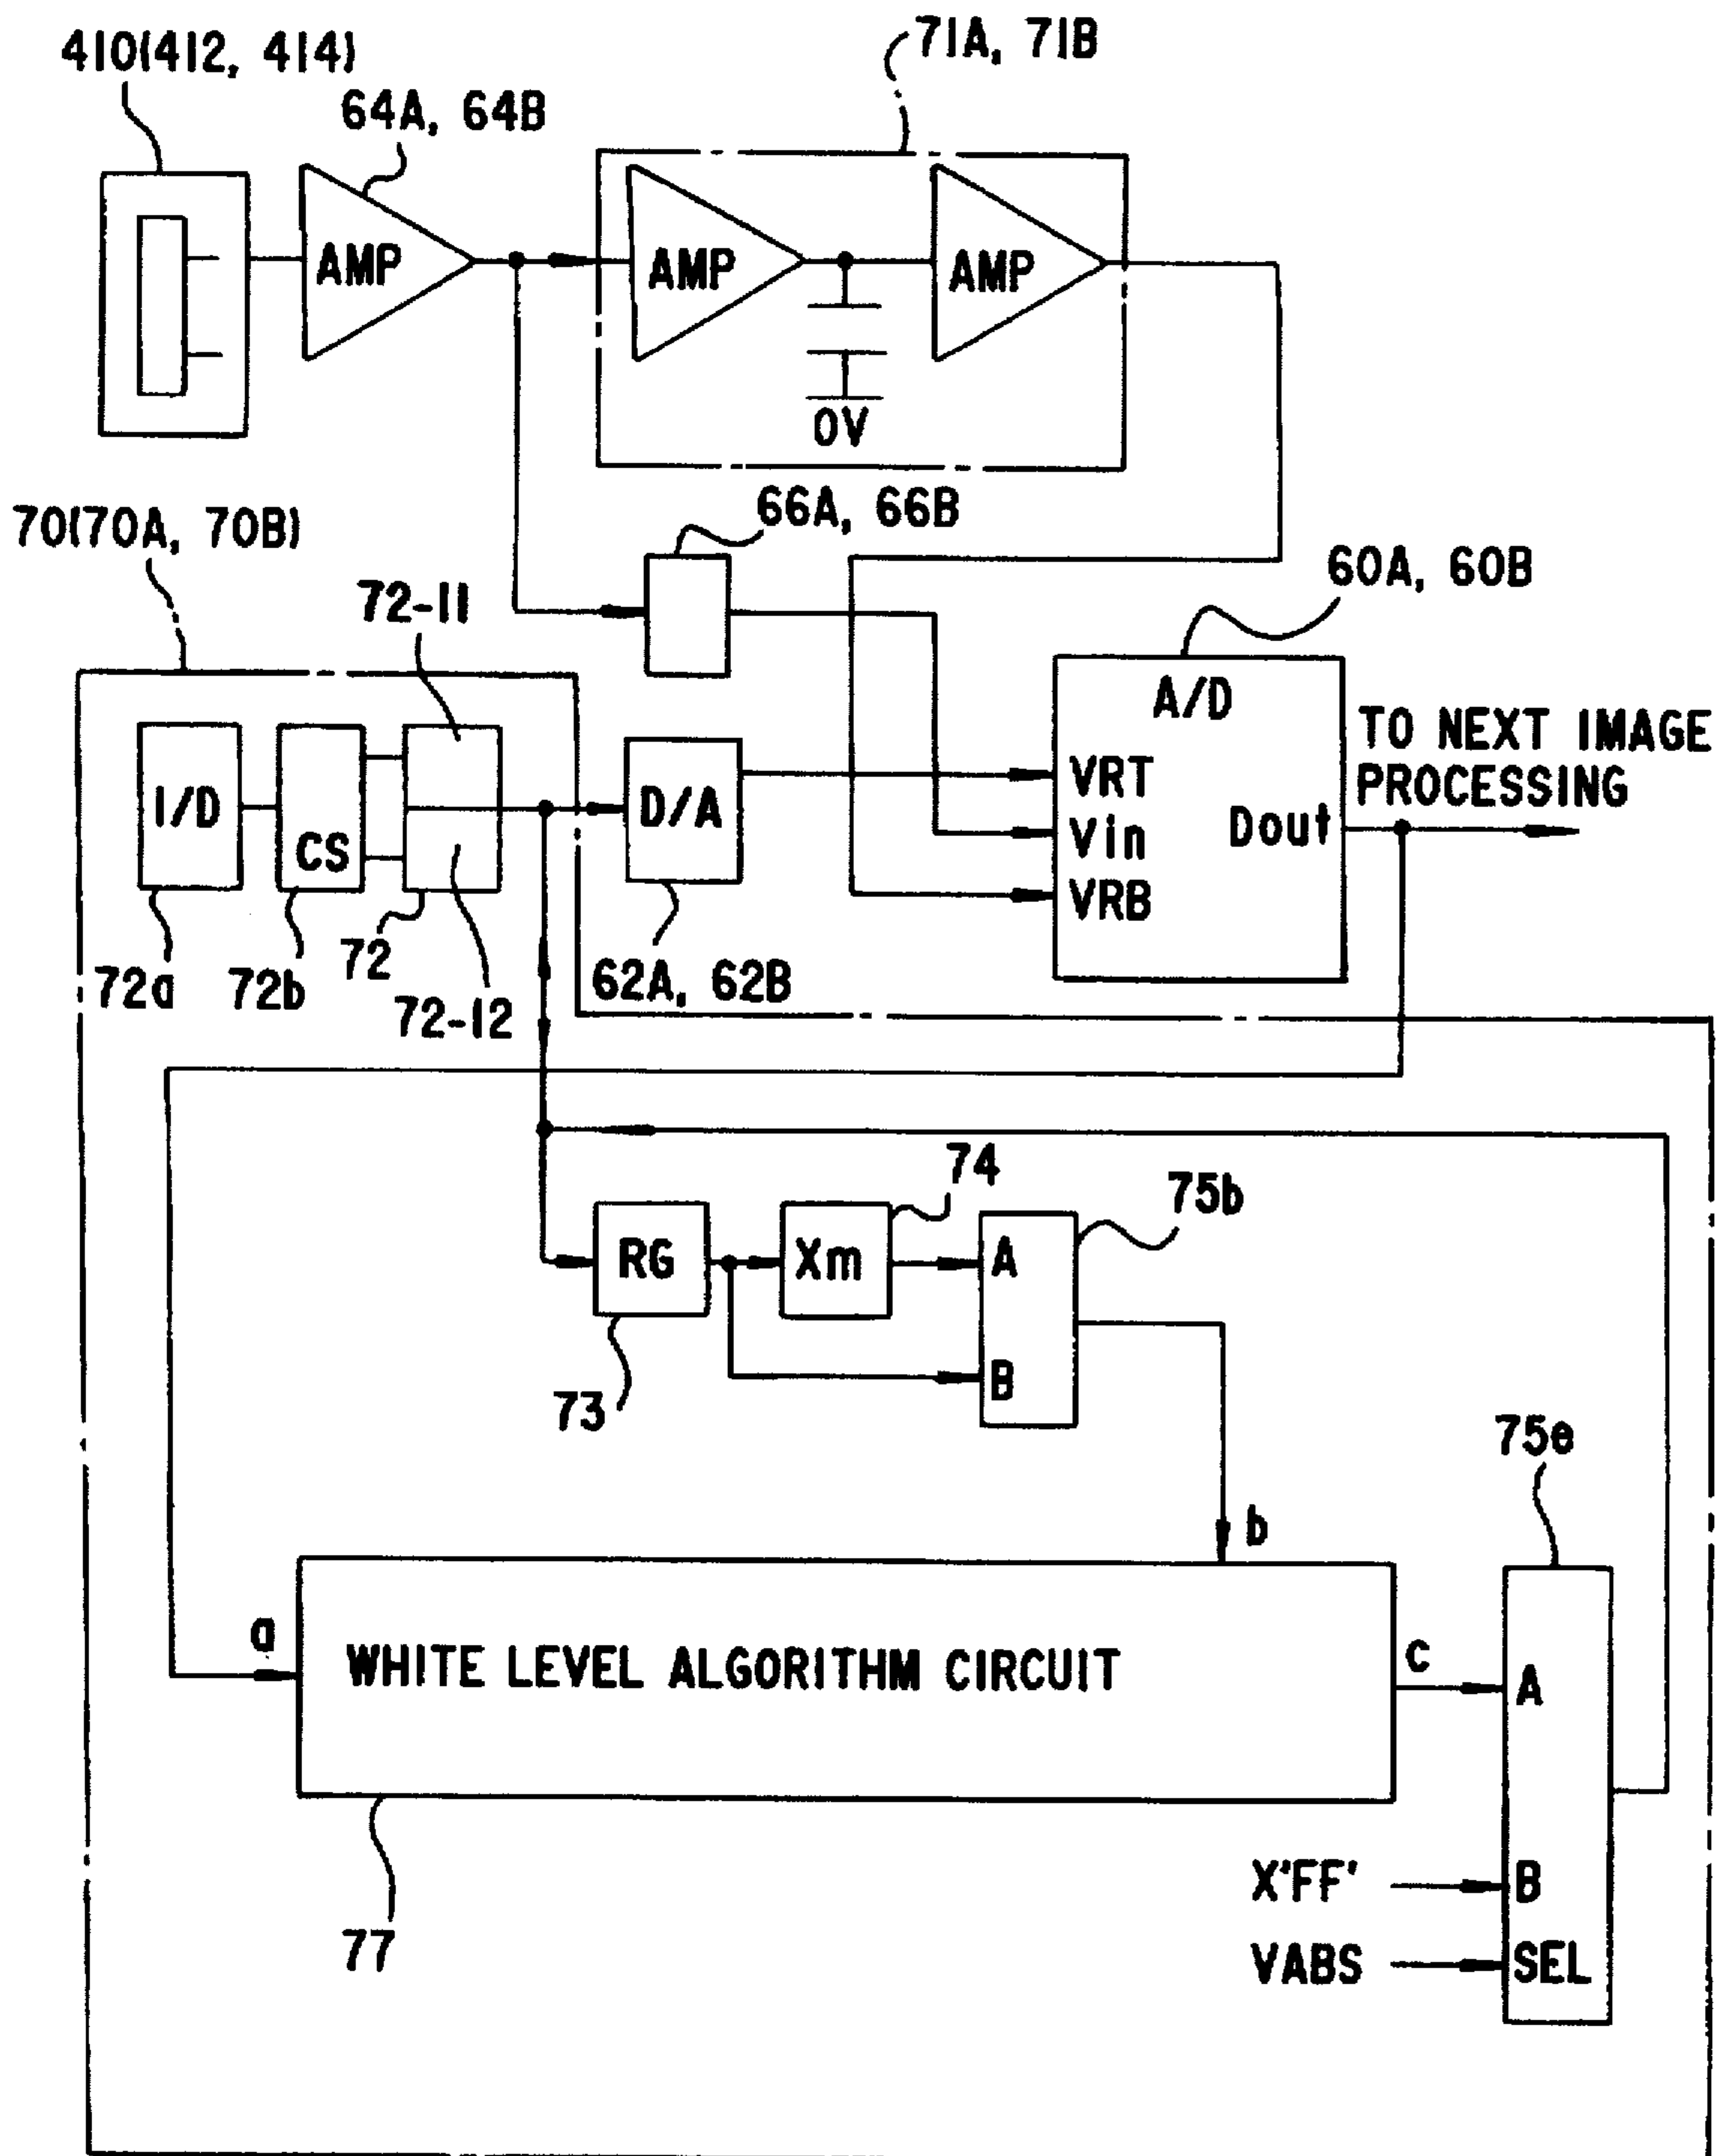 410(412, 414)
71A, 71B
64A, 64B
AMP
AMP
AMP
0V
66A, 66B
70(70A, 70B)
60A, 60B
72-11
A/D
TO NEXT IMAGE
PROCESSING
I/D
CS
D/A
VRT
Vin
Dout
VRB
72a
72b
72
72-12
62A, 62B
74
75b
RG
Xm
A
B
73
75e
b
a
WHITE LEVEL ALGORITHM CIRCUIT
c
A
X'FF'
B
VABS
SEL
77